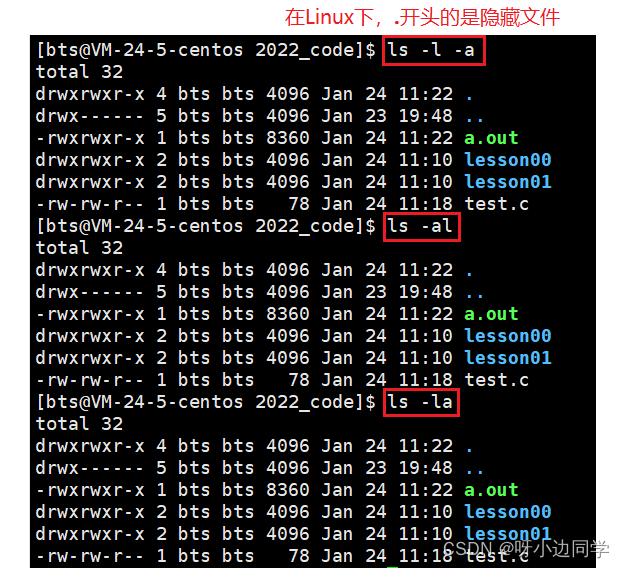 在Linux下，.开头的是隐藏文件
[bts@VM-24-5-centos 2022_code]$ ls -l -a
total 32
drwxrwxr-x 4 bts bts 4096 Jan 24 11:22 .
drwx------ 5 bts bts 4096 Jan 23 19:48 ..
-rwxrwxr-x 1 bts bts 8360 Jan 24 11:22 a.out
drwxrwxr-x 2 bts bts 4096 Jan 24 11:10 lesson00
drwxrwxr-x 2 bts bts 4096 Jan 24 11:10 lesson01
-rw-rw-r-- 1 bts bts   78 Jan 24 11:18 test.c
[bts@VM-24-5-centos 2022_code]$ ls -al
total 32
drwxrwxr-x 4 bts bts 4096 Jan 24 11:22 .
drwx------ 5 bts bts 4096 Jan 23 19:48 ..
-rwxrwxr-x 1 bts bts 8360 Jan 24 11:22 a.out
drwxrwxr-x 2 bts bts 4096 Jan 24 11:10 lesson00
drwxrwxr-x 2 bts bts 4096 Jan 24 11:10 lesson01
-rw-rw-r-- 1 bts bts   78 Jan 24 11:18 test.c
[bts@VM-24-5-centos 2022_code]$ ls -la
total 32
drwxrwxr-x 4 bts bts 4096 Jan 24 11:22 .
drwx------ 5 bts bts 4096 Jan 23 19:48 ..
-rwxrwxr-x 1 bts bts 8360 Jan 24 11:22 a.out
drwxrwxr-x 2 bts bts 4096 Jan 24 11:10 lesson00
drwxrwxr-x 2 bts bts 4096 Jan 24 11:10 lesson01
-rw-rw-r-- 1 bts bts   78 Jan 24 11:18 test.c
CSDN @呀小边同学